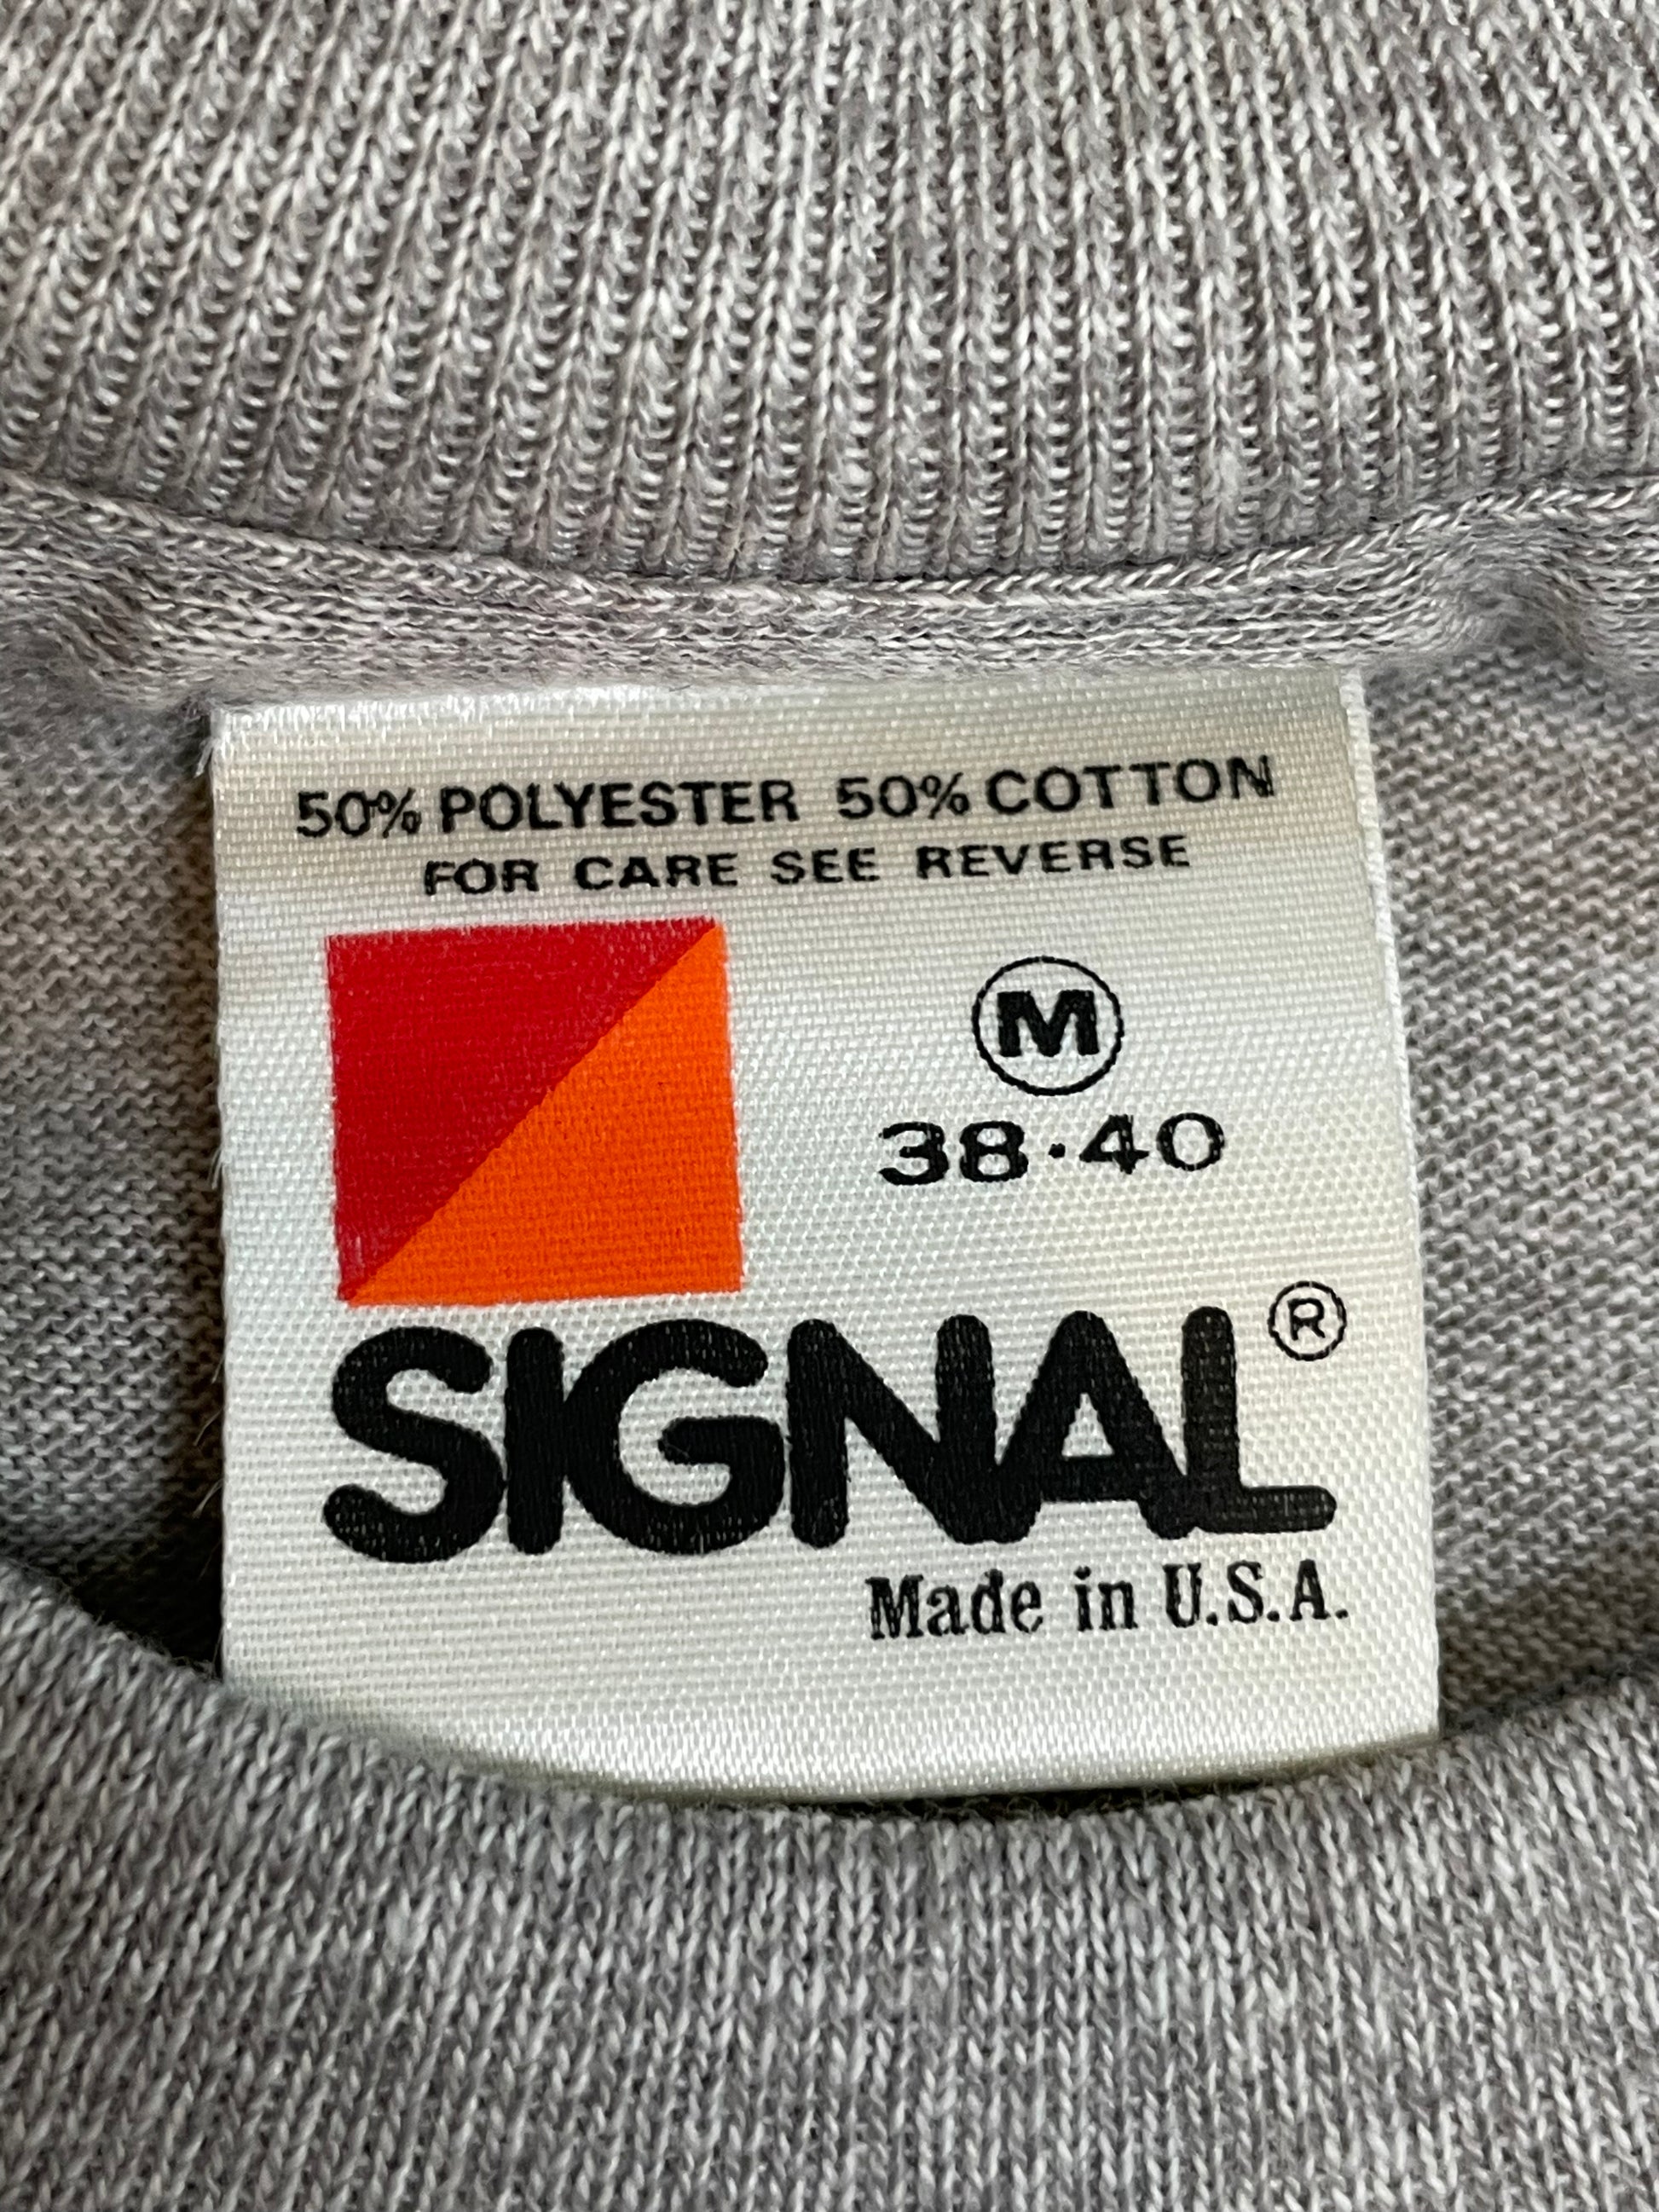 50% POLYESTER 50% COTTON
FOR CARE SEE REVERSE
M
38·40
SIGNAL®
Made in U.S.A.